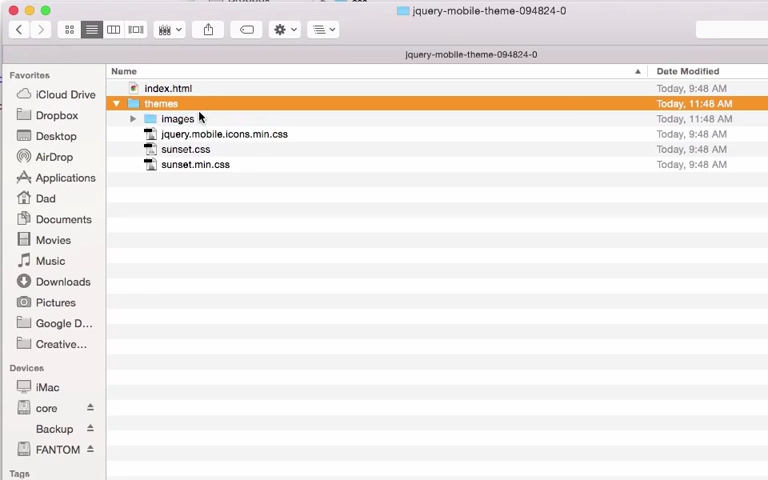 jquery-mobile-theme-094824-0
jquery-mobile-theme-094824-0
Favorites
iCloud Drive
Dropbox
Desktop
AirDrop
Applications
Dad
Documents
Movies
Music
Downloads
Pictures
Google D...
Creative...
Devices
iMac
core
Backup
FANTOM
Tags
Name Date Modified
index.html Today, 9:48 AM
themes Today, 11:48 AM
images Today, 11:48 AM
jquery.mobile.icons.min.css Today, 9:48 AM
sunset.css Today, 9:48 AM
sunset.min.css Today, 9:48 AM